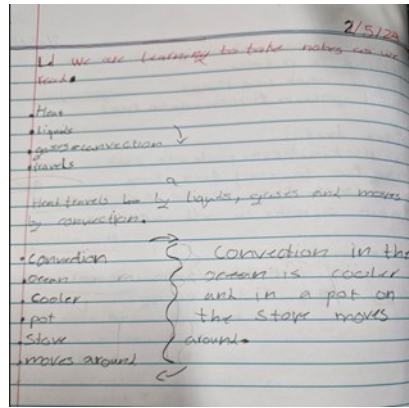 2/5/24
LI we are learning to take notes as we
read.
• Heat
• Liquids
• gases convection
• travels
Heat travels by liquids, gases and moves
by convection.
• Convection
• ocean
• Cooler
• pot
• Stove
• moves around
Convection in the
ocean is cooler
and in a pot on
the stove moves
around.